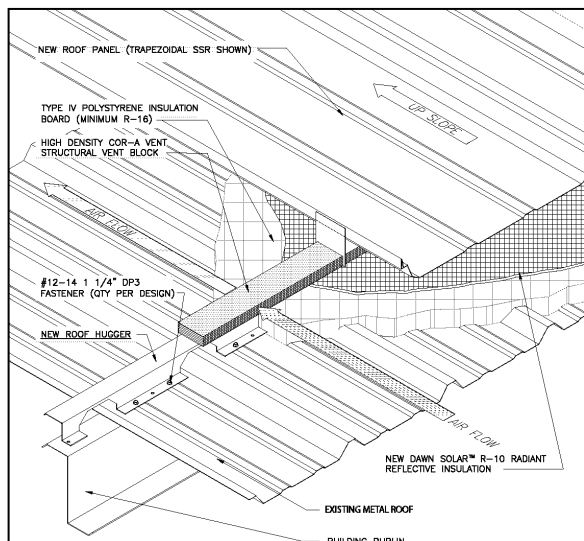 NEW ROOF PANEL (TRAPEZOIDAL SSR SHOWN)
UP SLOPE
TYPE IV POLYSTYRENE INSULATION
BOARD (MINIMUM R-16)
HIGH DENSITY COR-A VENT
STRUCTURAL VENT BLOCK
AIR FLOW
#12-14 1 1/4" DP3
FASTENER (QTY PER DESIGN)
NEW ROOF HUGGER
AIR FLOW
NEW DAWN SOLAR™ R-10 RADIANT
REFLECTIVE INSULATION
EXISTING METAL ROOF
BUILDING PURLIN